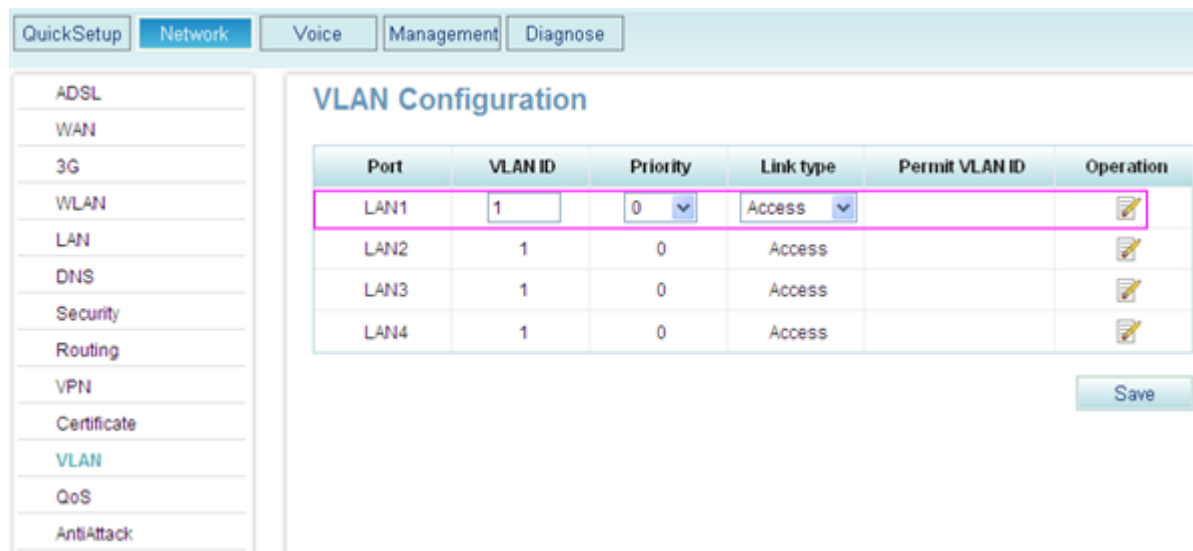 QuickSetup Network Voice Management Diagnose
ADSL
WAN
3G
WLAN
LAN
DNS
Security
Routing
VPN
Certificate
VLAN
QoS
AntiAttack
VLAN Configuration
Port VLAN ID Priority Link type Permit VLAN ID Operation
LAN1 1 0 Access
LAN2 1 0 Access
LAN3 1 0 Access
LAN4 1 0 Access
Save